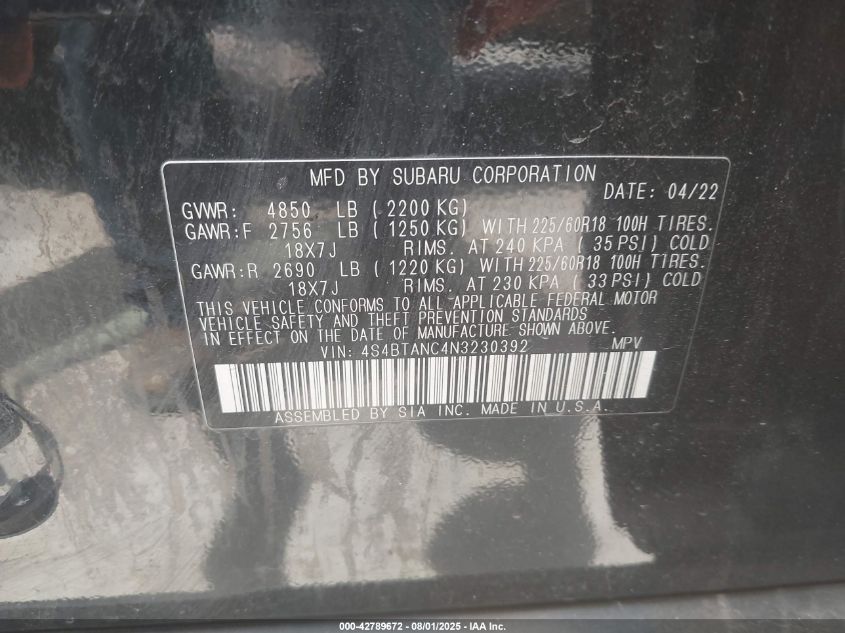 MFD BY SUBARU CORPORATION
DATE: 04/22
GVWR: 4850 LB ( 2200 KG)
GAWR:F 2756 LB ( 1250 KG) WITH 225/60R18 100H TIRES.
18X7J RIMS. AT 240 KPA ( 35 PSI) COLD
GAWR:R 2690 LB ( 1220 KG) WITH 225/60R18 100H TIRES.
18X7J RIMS. AT 230 KPA ( 33 PSI) COLD
THIS VEHICLE CONFORMS TO ALL APPLICABLE FEDERAL MOTOR
VEHICLE SAFETY AND THEFT PREVENTION STANDARDS
IN EFFECT ON THE DATE OF MANUFACTURE SHOWN ABOVE.
VIN: 4S4BTANC4N3230392 MPV
ASSEMBLED BY SIA INC. MADE IN U.S.A.
000-42789672 - 08/01/2025 - IAA Inc.